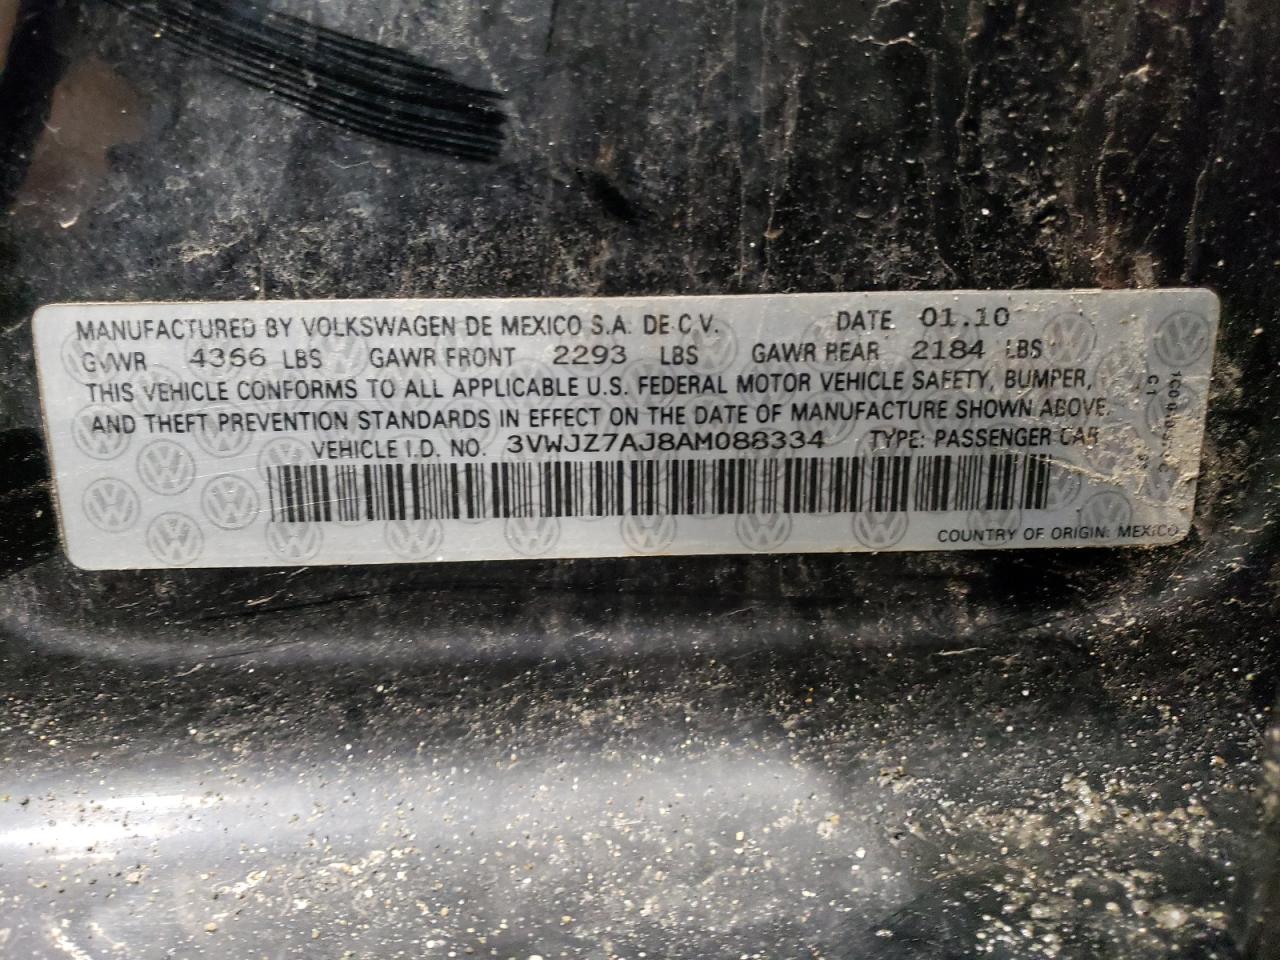 MANUFACTURED BY VOLKSWAGEN DE MEXICO S.A. DE C.V. DATE 01.10
GVWR 4366 LBS GAWR FRONT 2293 LBS GAWR REAR 2184 LBS
THIS VEHICLE CONFORMS TO ALL APPLICABLE U.S. FEDERAL MOTOR VEHICLE SAFETY, BUMPER,
AND THEFT PREVENTION STANDARDS IN EFFECT ON THE DATE OF MANUFACTURE SHOWN ABOVE.
VEHICLE I.D. NO. 3VWJZ7AJ8AM088334 TYPE: PASSENGER CAR
COUNTRY OF ORIGIN: MEXICO